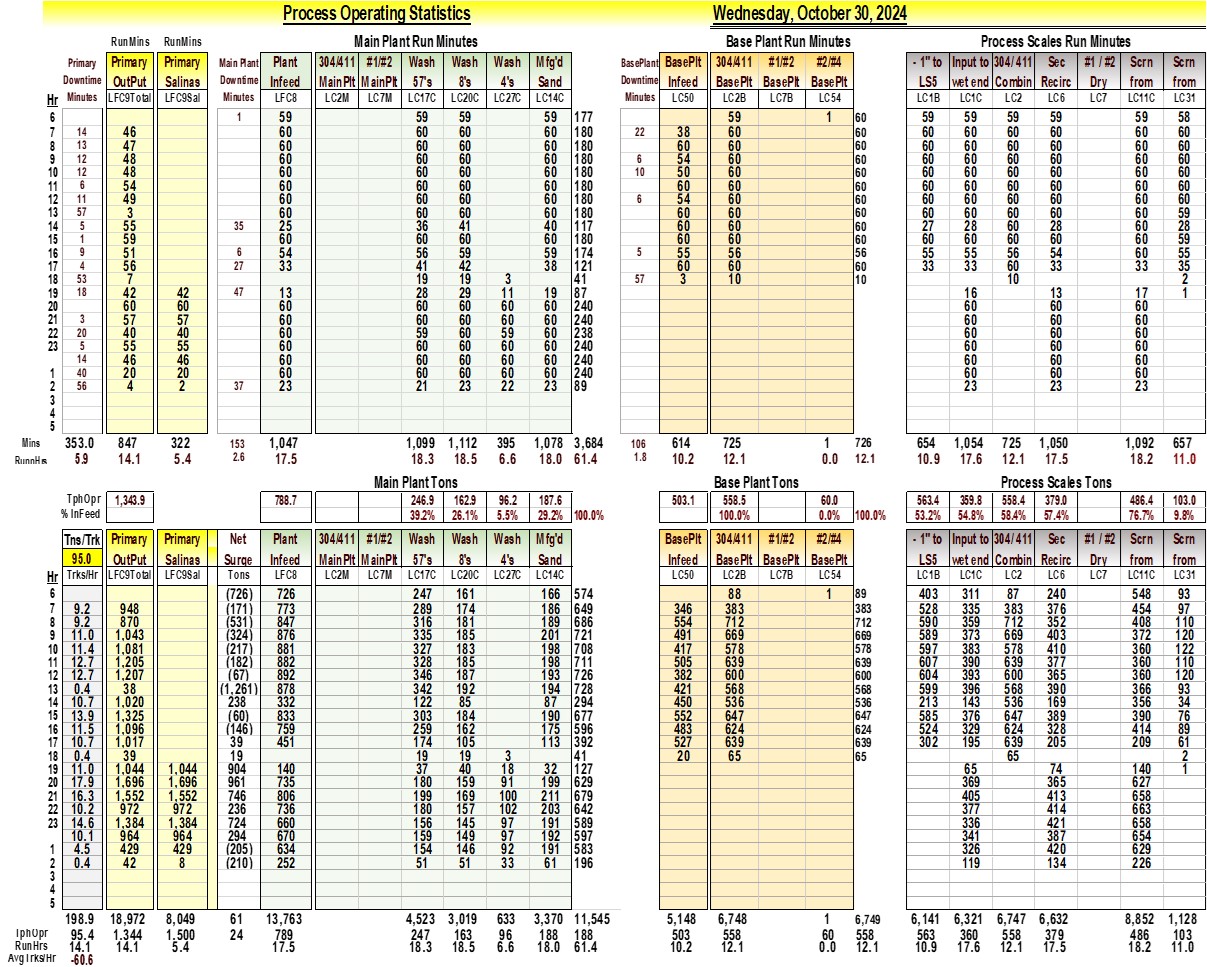 Process Operating Statistics Wednesday, October 30, 2024
RunMins RunMins Main Plant Run Minutes Base Plant Run Minutes Process Scales Run Minutes
Primary Primary Primary Main Plant Plant 304/411 #1/#2 Wash Wash Wash Mfg'd BasePlant BasePlt 304/411 #1/#2 #2/#4 - 1" to Input to 304/411 Sec #1 / #2 Scrn Scrn
Downtime OutPut Salinas Downtime Infeed MainPlt MainPlt 57's 8's 4's Sand Downtime Infeed BasePlt BasePlt BasePlt LS5 wet end Combin Recirc Dry from from
Hr Minutes LFC9Total LFC9Sal Minutes LFC8 LC2M LC7M LC17C LC20C LC27C LC14C Minutes LC50 LC2B LC7B LC54 LC1B LC1C LC2 LC6 LC7 LC11C LC31
6 1 59 59 59 59 177 59 1 60 59 59 59 59 59 58
7 14 46 60 60 60 60 180 22 38 60 60 60 60 60 60 60 60
8 13 47 60 60 60 60 180 60 60 60 60 60 60 60 60 60
9 12 48 60 60 60 60 180 6 54 60 60 60 60 60 60 60 60
10 12 48 60 60 60 60 180 10 50 60 60 60 60 60 60 60 60
11 6 54 60 60 60 60 180 60 60 60 60 60 60 60 60 60
12 11 49 60 60 60 60 180 6 54 60 60 60 60 60 60 60 60
13 57 3 60 60 60 60 180 60 60 60 60 60 60 60 60 59
14 5 55 35 25 36 41 40 117 60 60 60 27 28 60 28 60 28
15 1 59 60 60 60 60 180 60 60 60 60 60 60 60 60 59
16 9 51 6 54 56 59 59 174 5 55 56 56 55 55 56 54 60 55
17 4 56 27 33 41 42 38 121 60 60 60 33 33 60 33 33 35
18 53 7 19 19 3 41 57 3 10 10 10 2
19 18 42 42 47 13 28 29 11 19 87 16 13 17 1
20 60 60 60 60 60 60 60 240 60 60 60
21 3 57 57 60 60 60 60 60 240 60 60 60
22 20 40 40 60 59 60 59 60 238 60 60 60
23 5 55 55 60 60 60 60 60 240 60 60 60
14 46 46 60 60 60 60 60 240 60 60 60
1 40 20 20 60 60 60 60 60 240 60 60 60
2 56 4 2 37 23 21 23 22 23 89 23 23 23
3
4
5
Mins 353.0 847 322 153 1,047 1,099 1,112 395 1,078 3,684 106 614 725 1 726 654 1,054 725 1,050 1,092 657
RunnHrs 5.9 14.1 5.4 2.6 17.5 18.3 18.5 6.6 18.0 61.4 1.8 10.2 12.1 0.0 12.1 10.9 17.6 12.1 17.5 18.2 11.0
Main Plant Tons Base Plant Tons Process Scales Tons
TphOpr 1,343.9 788.7 246.9 162.9 96.2 187.6 503.1 558.5 60.0 563.4 359.8 558.4 379.0 486.4 103.0
% InFeed 39.2% 26.1% 5.5% 29.2% 100.0% 100.0% 0.0% 100.0% 53.2% 54.8% 58.4% 57.4% 76.7% 9.8%
Tns/Trk Primary Primary Net Plant 304/411 #1/#2 Wash Wash Wash Mfg'd BasePlt 304/411 #1/#2 #2/#4 - 1" to Input to 304/411 Sec #1 / #2 Scrn Scrn
95.0 OutPut Salinas Surge Infeed MainPlt MainPlt 57's 8's 4's Sand Infeed BasePlt BasePlt BasePlt LS5 wet end Combin Recirc Dry from from
Hr Trks/Hr LFC9Total LFC9Sal Tons LFC8 LC2M LC7M LC17C LC20C LC27C LC14C LC50 LC2B LC7B LC54 LC1B LC1C LC2 LC6 LC7 LC11C LC31
6 (726) 726 247 161 166 574 88 1 89 403 311 87 240 548 93
7 9.2 948 (171) 773 289 174 186 649 346 383 383 528 335 383 376 454 97
8 9.2 870 (531) 847 316 181 189 686 554 712 712 590 359 712 352 408 110
9 11.0 1,043 (324) 876 335 185 201 721 491 669 669 589 373 669 403 372 120
10 11.4 1,081 (217) 881 327 183 198 708 417 578 578 597 383 578 410 360 122
11 12.7 1,205 (182) 882 328 185 198 711 505 639 639 607 390 639 377 360 110
12 12.7 1,207 (67) 892 346 187 193 726 382 600 600 604 393 600 365 360 120
13 0.4 38 (1,261) 878 342 192 194 728 421 568 568 599 396 568 390 366 93
14 10.7 1,020 238 332 122 85 87 294 450 536 536 213 143 536 169 356 34
15 13.9 1,325 (60) 833 303 184 190 677 552 647 647 585 376 647 389 390 76
16 11.5 1,096 (146) 759 259 162 175 596 483 624 624 524 329 624 328 414 89
17 10.7 1,017 39 451 174 105 113 392 527 639 639 302 195 639 205 209 61
18 0.4 39 19 19 19 3 41 20 65 65 65 2
19 11.0 1,044 1,044 904 140 37 40 18 32 127 65 74 140 1
20 17.9 1,696 1,696 961 735 180 159 91 199 629 369 365 627
21 16.3 1,552 1,552 746 806 199 169 100 211 679 405 413 658
22 10.2 972 972 236 736 180 157 102 203 642 377 414 663
23 14.6 1,384 1,384 724 660 156 145 97 191 589 336 421 658
10.1 964 964 294 670 159 149 97 192 597 341 387 654
1 4.5 429 429 (205) 634 154 146 92 191 583 326 420 629
2 0.4 42 8 (210) 252 51 51 33 61 196 119 134 226
3
4
5
198.9 18,972 8,049 61 13,763 4,523 3,019 633 3,370 11,545 5,148 6,748 1 6,749 6,141 6,321 6,747 6,632 8,852 1,128
TphOpr 95.4 1,344 1,500 24 789 247 163 96 188 188 503 558 60 558 563 360 558 379 486 103
RunHrs 14.1 14.1 5.4 17.5 18.3 18.5 6.6 18.0 61.4 10.2 12.1 0.0 12.1 10.9 17.6 12.1 17.5 18.2 11.0
AvgTrks/Hr -60.6